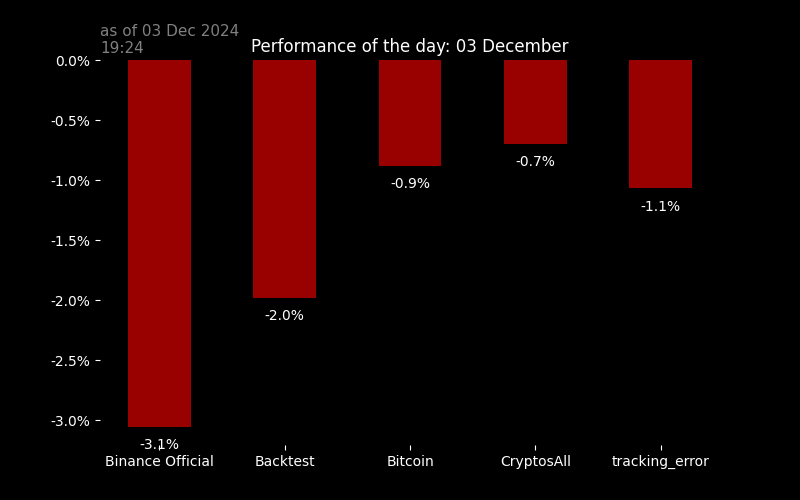 as of 03 Dec 2024
19:24
Performance of the day: 03 December
0.0%
-0.5%
-1.0%
-1.5%
-2.0%
-2.5%
-3.0%
-3.1%
-2.0%
-0.9%
-0.7%
-1.1%
Binance Official
Backtest
Bitcoin
CryptosAll
tracking_error